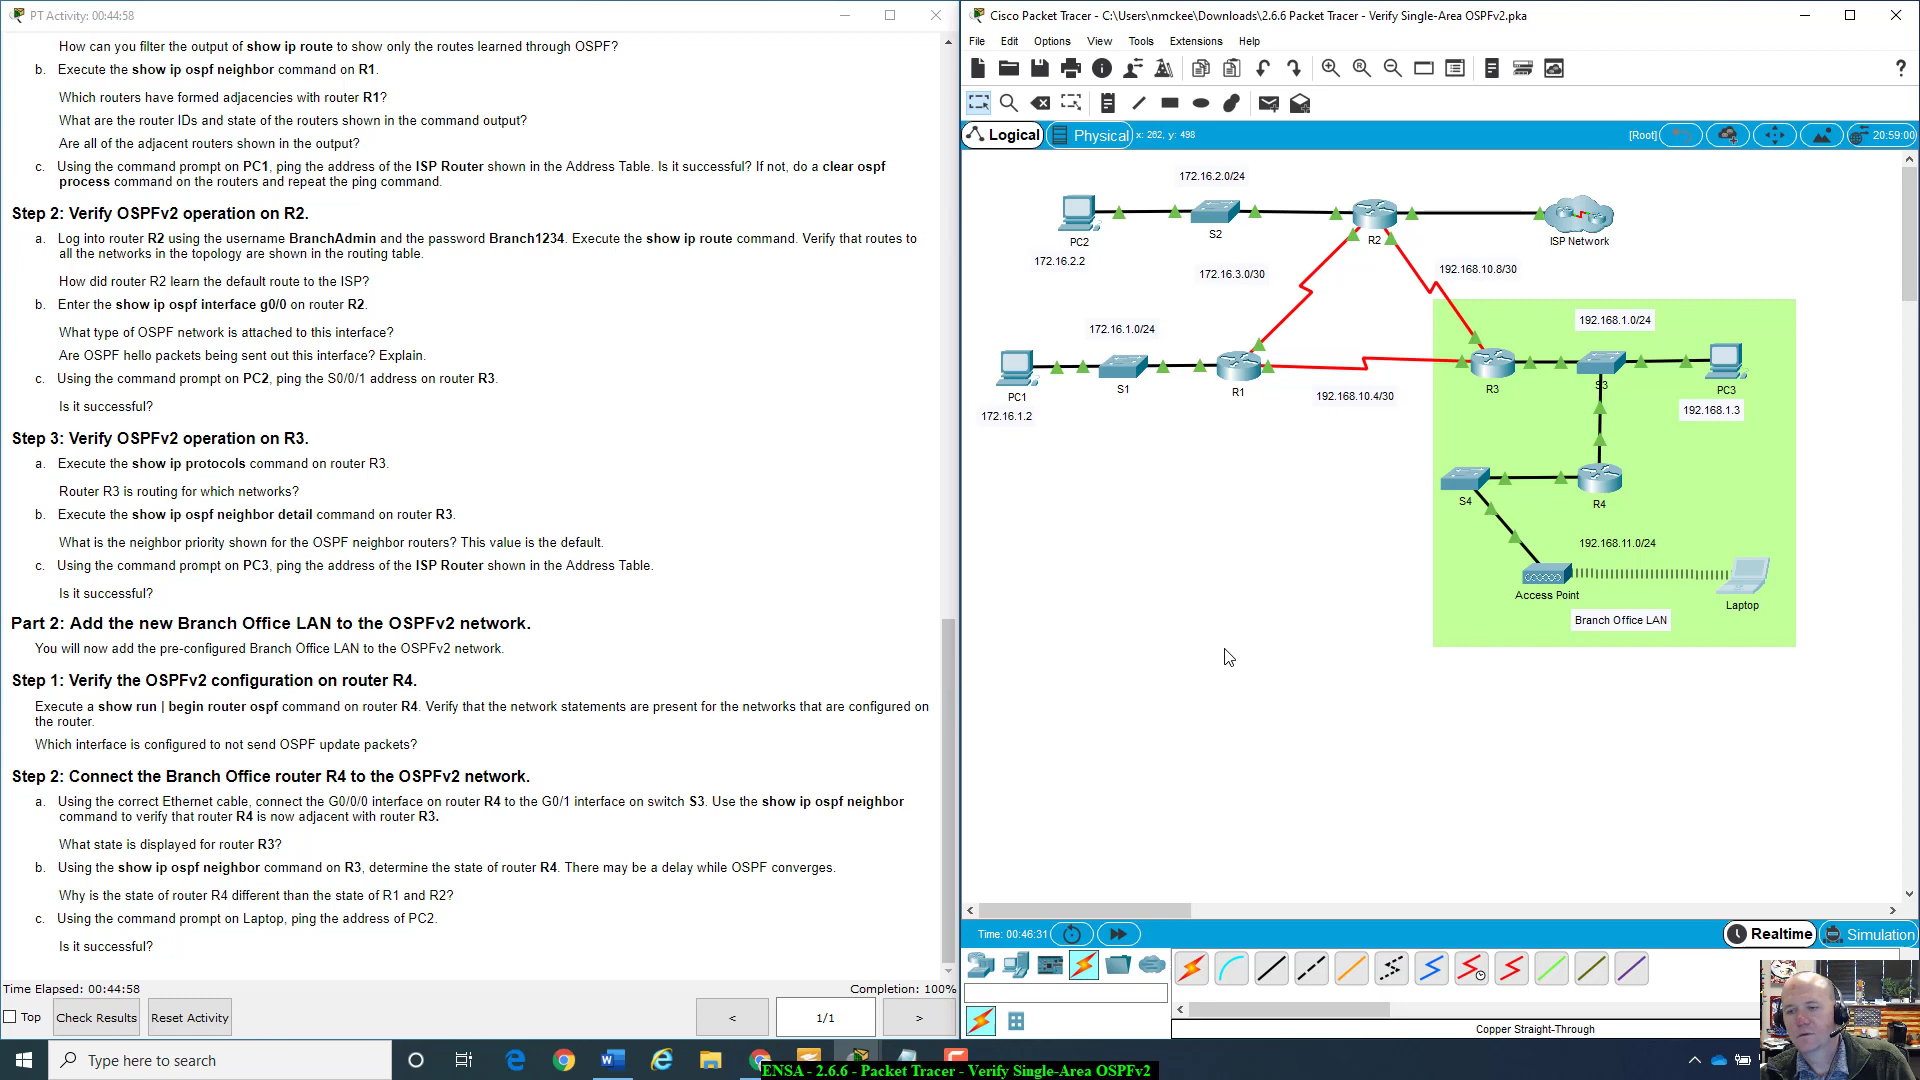 PT Activity: 00:44:58
How can you filter the output of show ip route to show only the routes learned through OSPF?
b. Execute the show ip ospf neighbor command on R1.
Which routers have formed adjacencies with router R1?
What are the router IDs and state of the routers shown in the command output?
Are all of the adjacent routers shown in the output?
c. Using the command prompt on PC1, ping the address of the ISP Router shown in the Address Table. Is it successful? If not, do a clear ospf
process command on the routers and repeat the ping command.
Step 2: Verify OSPFv2 operation on R2.
a. Log into router R2 using the username BranchAdmin and the password Branch1234. Execute the show ip route command. Verify that routes to
all the networks in the topology are shown in the routing table.
How did router R2 learn the default route to the ISP?
b. Enter the show ip ospf interface g0/0 on router R2.
What type of OSPF network is attached to this interface?
Are OSPF hello packets being sent out this interface? Explain.
c. Using the command prompt on PC2, ping the S0/0/1 address on router R3.
Is it successful?
Step 3: Verify OSPFv2 operation on R3.
a. Execute the show ip protocols command on router R3.
Router R3 is routing for which networks?
b. Execute the show ip ospf neighbor detail command on router R3.
What is the neighbor priority shown for the OSPF neighbor routers? This value is the default.
c. Using the command prompt on PC3, ping the address of the ISP Router shown in the Address Table.
Is it successful?
Part 2: Add the new Branch Office LAN to the OSPFv2 network.
You will now add the pre-configured Branch Office LAN to the OSPFv2 network.
Step 1: Verify the OSPFv2 configuration on router R4.
Execute a show run | begin router ospf command on router R4. Verify that the network statements are present for the networks that are configured on
the router.
Which interface is configured to not send OSPF update packets?
Step 2: Connect the Branch Office router R4 to the OSPFv2 network.
a. Using the correct Ethernet cable, connect the G0/0/0 interface on router R4 to the G0/1 interface on switch S3. Use the show ip ospf neighbor
command to verify that router R4 is now adjacent with router R3.
What state is displayed for router R3?
b. Using the show ip ospf neighbor command on R3, determine the state of router R4. There may be a delay while OSPF converges.
Why is the state of router R4 different than the state of R1 and R2?
c. Using the command prompt on Laptop, ping the address of PC2.
Is it successful?
Time Elapsed: 00:44:58
Completion: 100%
Top
Check Results
Reset Activity
<
1/1
>
Cisco Packet Tracer - C:\Users\nmckee\Downloads\2.6.6 Packet Tracer - Verify Single-Area OSPFv2.pka
File Edit Options View Tools Extensions Help
?
Logical
Physical
x: 262, y: 498
[Root]
20:59:00
172.16.2.0/24
PC2
S2
R2
ISP Network
172.16.2.2
172.16.3.0/30
192.168.10.8/30
192.168.1.0/24
172.16.1.0/24
PC1
S1
R1
R3
S3
PC3
172.16.1.2
192.168.10.4/30
192.168.1.3
S4
R4
192.168.11.0/24
Access Point
Laptop
Branch Office LAN
Time: 00:46:31
Realtime
Simulation
Copper Straight-Through
Type here to search
ENSA - 2.6.6 - Packet Tracer - Verify Single-Area OSPFv2